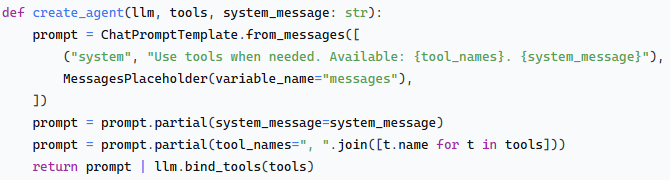 def create_agent(llm, tools, system_message: str):
    prompt = ChatPromptTemplate.from_messages([
        ("system", "Use tools when needed. Available: {tool_names}. {system_message}"),
        MessagesPlaceholder(variable_name="messages"),
    ])
    prompt = prompt.partial(system_message=system_message)
    prompt = prompt.partial(tool_names=", ".join([t.name for t in tools]))
    return prompt | llm.bind_tools(tools)